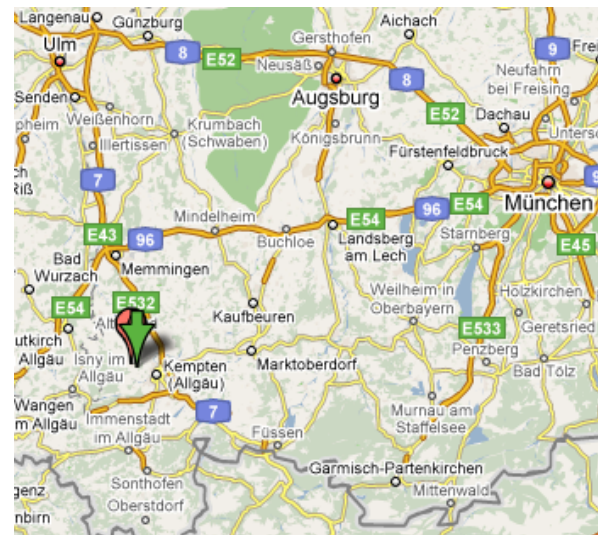 Langenau
Günzburg
Aichach
Ulm
8
E52
Gersthofen
Neusäß
9
Augsburg
8
Neufahrn
bei Freising
Senden
Weißenhorn
E52
Dachau
Krumbach
(Schwaben)
Königsbrunn
Illertissen
Fürstenfeldbruck
7
96
E54
München
Mindelheim
E54
E43
96
Buchloe
Landsberg
am Lech
Starnberg
E45
Bad
Wurzach
Memmingen
E54
E532
Kaufbeuren
Weilheim in
Oberbayern
Holzkirchen
E533
Geretsried
Allgäu
Isny im
Allgäu
Kempten
(Allgäu)
Marktoberdorf
Penzberg
Bad Tölz
Wangen
7
Murnau am
Staffelsee
Immenstadt
im Allgäu
Füssen
Garmisch-Partenkirchen
Sonthofen
Mittenwald
Oberstdorf